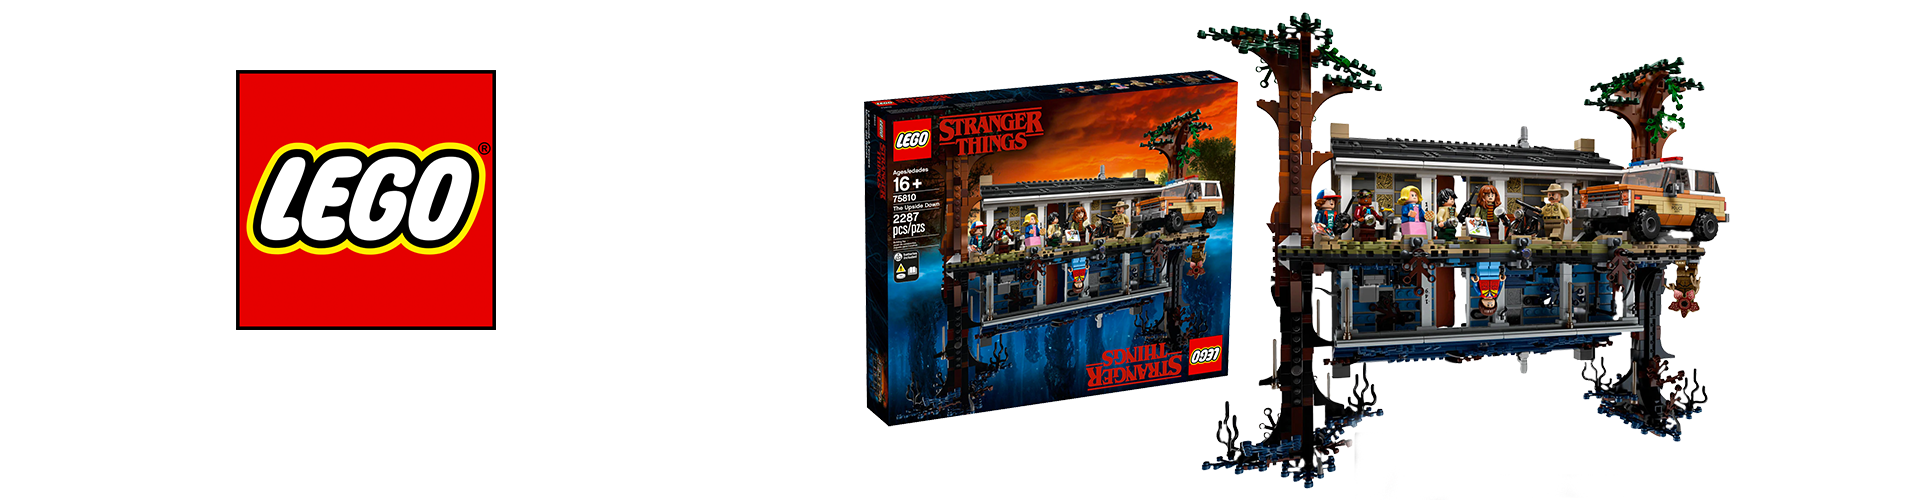 LEGO®
LEGO
STRANGER
THINGS
Ages/edades
16+
75810
The Upside Down
2287
pcs/pzs
STRANGER
THINGS
LEGO